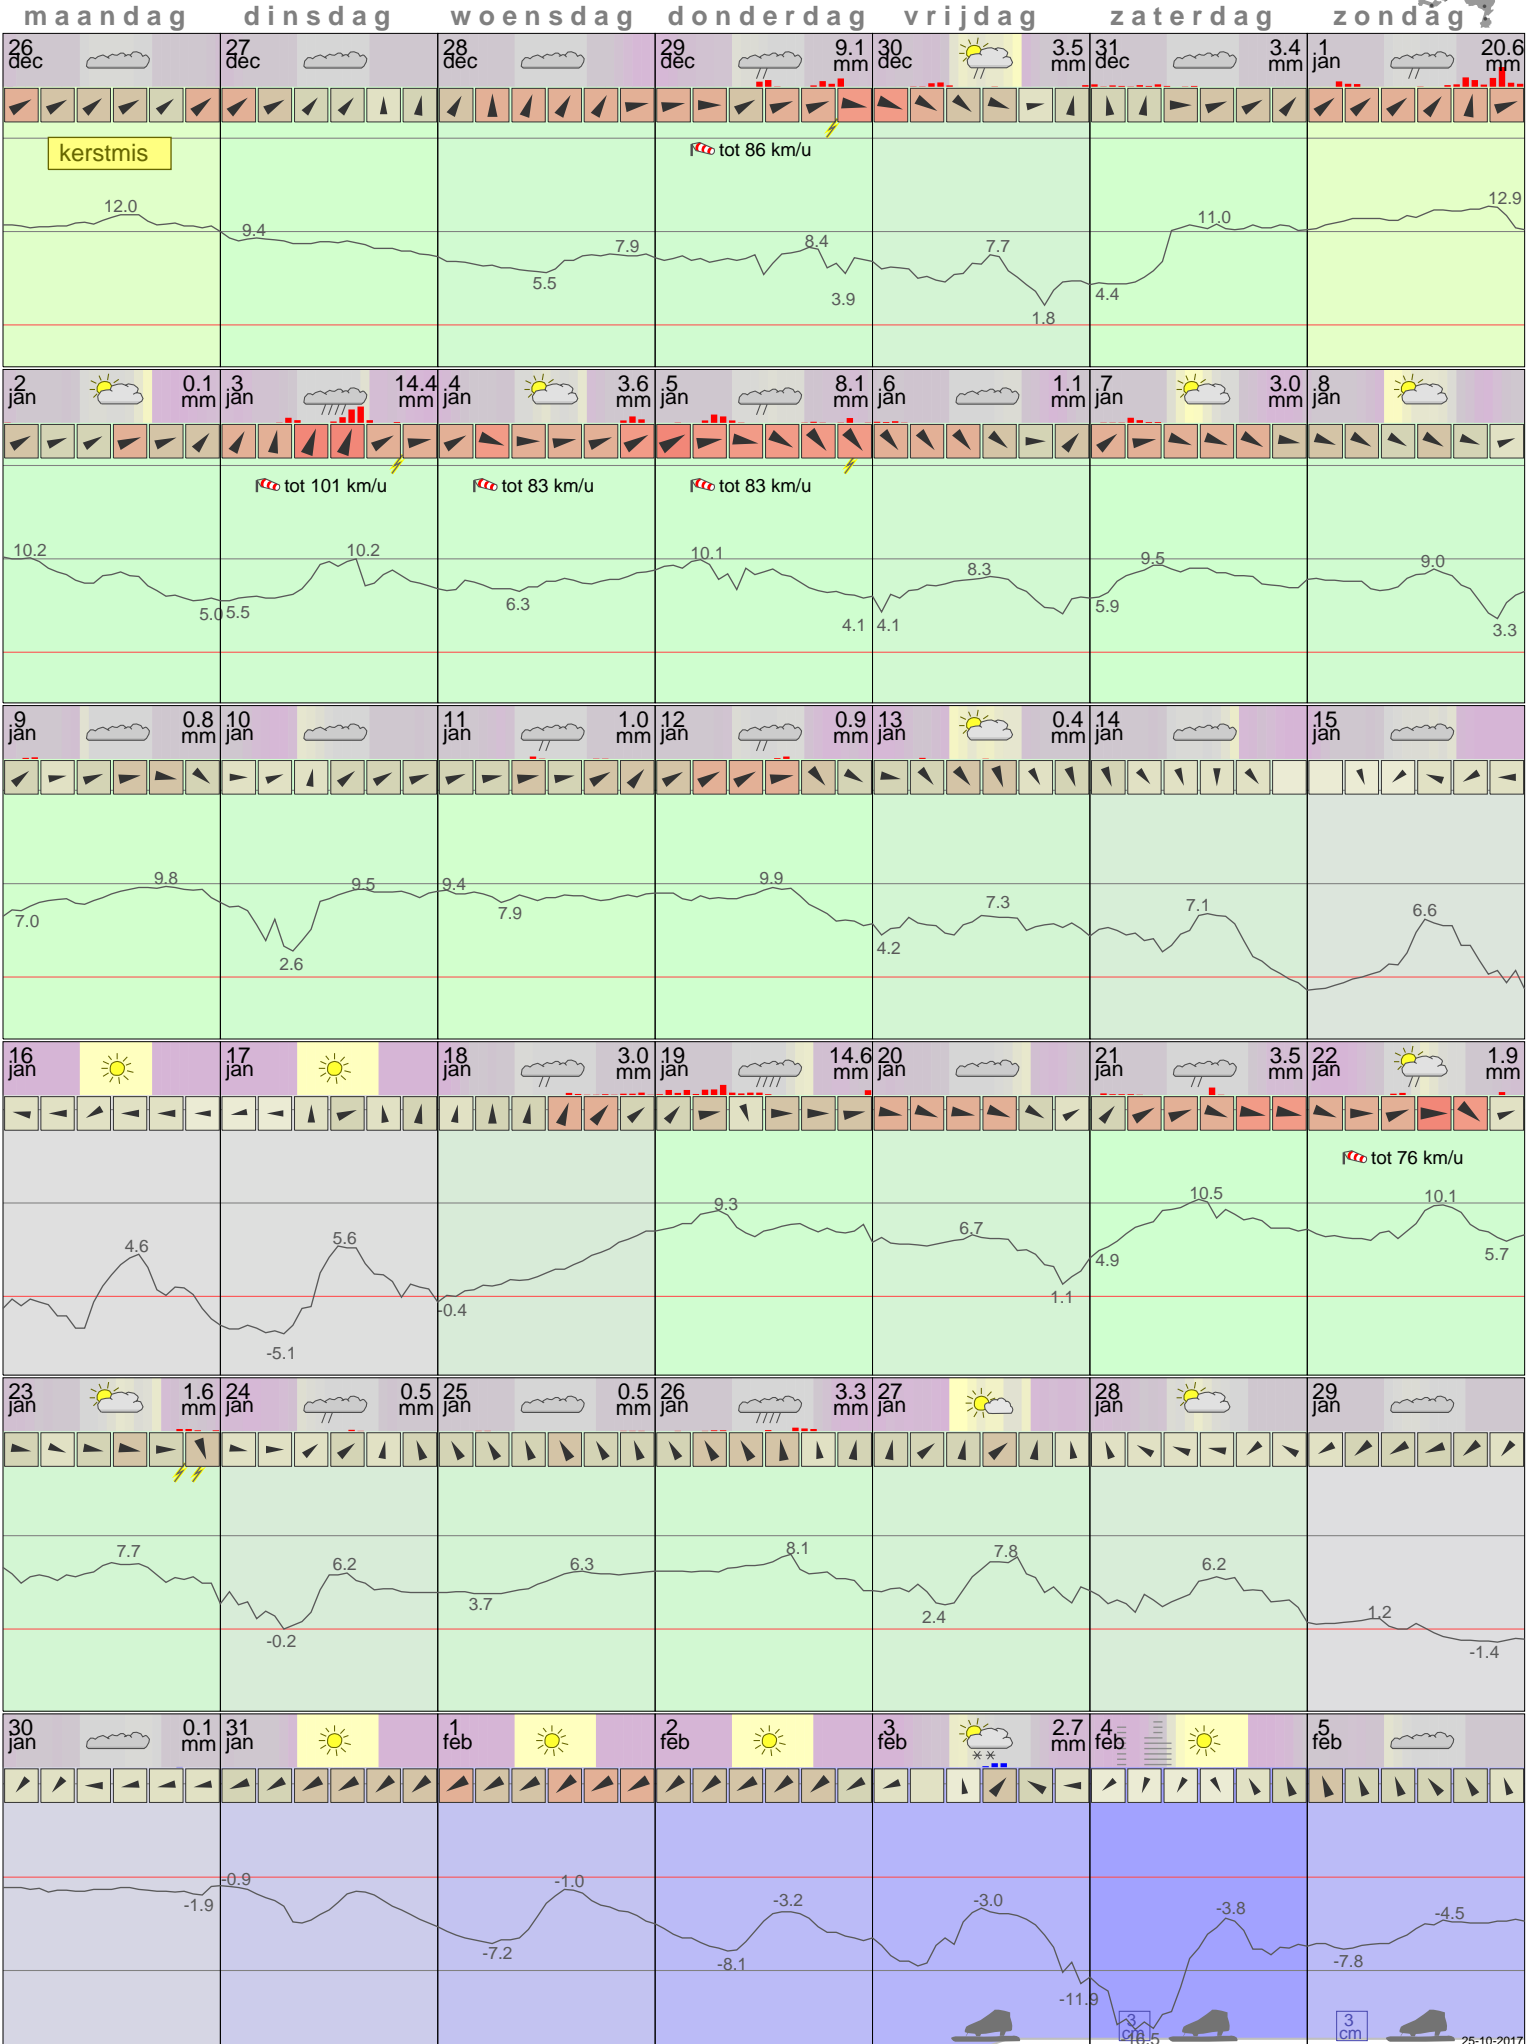 maandag dinsdag woensdag donderdag vrijdag zaterdag zondag
26 dec 27 dec 28 dec 29 dec 9.1 mm 30 dec 3.5 mm 31 dec 3.4 mm 1 jan 20.6 mm
kerstmis
tot 86 km/u
12.0 9.4 5.5 7.9 8.4 3.9 7.7 1.8 4.4 11.0 12.9
2 jan 0.1 mm 3 jan 14.4 mm 4 jan 3.6 mm 5 jan 8.1 mm 6 jan 1.1 mm 7 jan 3.0 mm 8 jan
tot 101 km/u tot 83 km/u tot 83 km/u
10.2 5.0 5.5 10.2 6.3 10.1 4.1 4.1 8.3 5.9 9.5 9.0 3.3
9 jan 0.8 mm 10 jan 11 jan 1.0 mm 12 jan 0.9 mm 13 jan 0.4 mm 14 jan 15 jan
7.0 9.8 2.6 9.5 9.4 7.9 9.9 4.2 7.3 7.1 6.6
16 jan 17 jan 18 jan 3.0 mm 19 jan 14.6 mm 20 jan 21 jan 3.5 mm 22 jan 1.9 mm
tot 76 km/u
4.6 -5.1 5.6 -0.4 9.3 6.7 1.1 4.9 10.5 10.1 5.7
23 jan 1.6 mm 24 jan 0.5 mm 25 jan 0.5 mm 26 jan 3.3 mm 27 jan 28 jan 29 jan
7.7 -0.2 6.2 3.7 6.3 8.1 2.4 7.8 6.2 1.2 -1.4
30 jan 0.1 mm 31 jan 1 feb 2 feb 3 feb 2.7 mm 4 feb 5 feb
-1.9 -0.9 -7.2 -1.0 -8.1 -3.2 -3.0 -11.9 -3.8 -7.8 -4.5
3 cm -16.5 3 cm
25-10-2017